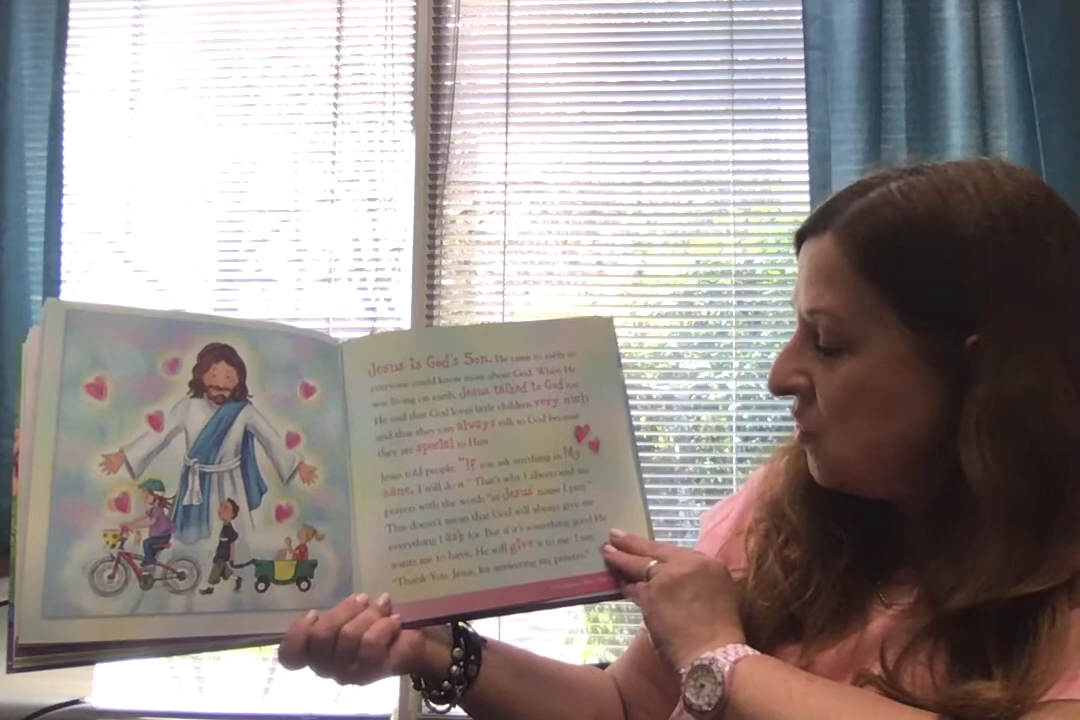 Jesus is God's Son. He came to earth so
everyone could know more about God. When He
was living on earth, Jesus talked to God too.
He said that God loves little children very much
and that they can always talk to God because
they are special to Him.
Jesus told people, "If you ask anything in My
name, I will do it." That's why I always end my
prayers with the words "in Jesus' name I pray."
This doesn't mean that God will always give me
everything I ask for. But if it's something good He
wants me to have, He will give it to me. I say,
"Thank You, Jesus, for answering my prayers."